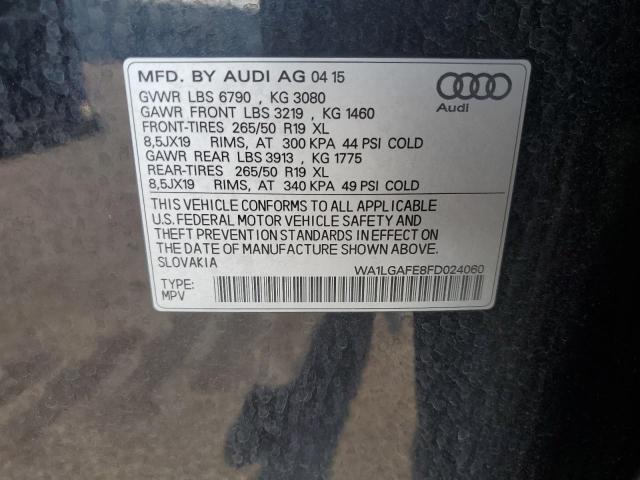 MFD. BY AUDI AG 04 15
GVWR LBS 6790 , KG 3080
GAWR FRONT LBS 3219 , KG 1460
FRONT-TIRES 265/50 R19 XL
8,5JX19 RIMS, AT 300 KPA 44 PSI COLD
GAWR REAR LBS 3913 , KG 1775
REAR-TIRES 265/50 R19 XL
8,5JX19 RIMS, AT 340 KPA 49 PSI COLD
Audi
THIS VEHICLE CONFORMS TO ALL APPLICABLE
U.S. FEDERAL MOTOR VEHICLE SAFETY AND
THEFT PREVENTION STANDARDS IN EFFECT ON
THE DATE OF MANUFACTURE SHOWN ABOVE.
SLOVAKIA
WA1LGAFE8FD024060
TYPE:
MPV